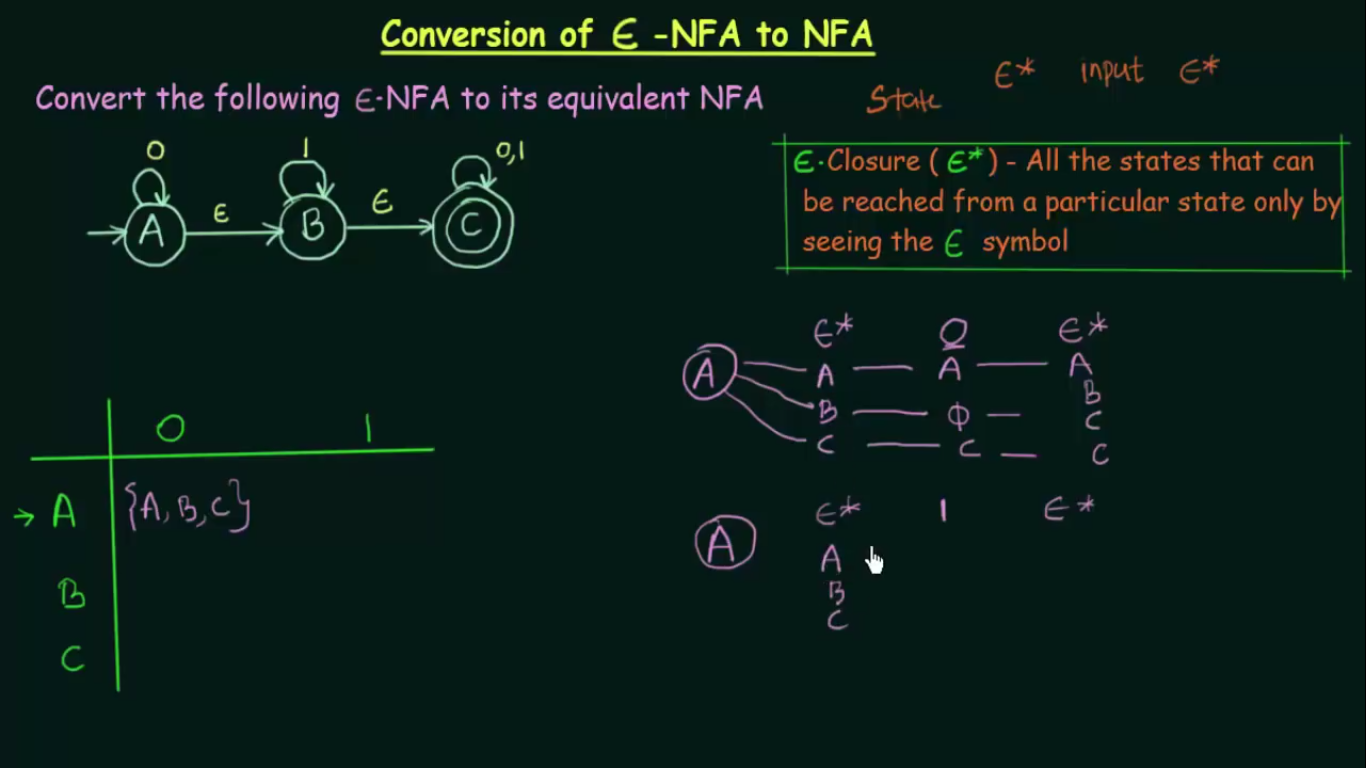 Conversion of ϵ -NFA to NFA
Convert the following ϵ-NFA to its equivalent NFA
State ϵ* input ϵ*
ϵ-Closure ( ϵ* ) - All the states that can
be reached from a particular state only by
seeing the ϵ symbol
0 1 0,1
A ϵ B ϵ C
ϵ* 0 ϵ*
A A A A
B
B Φ C
C C C
0 1
→ A {A, B, C}
B
C
ϵ* 1 ϵ*
A A
B
C